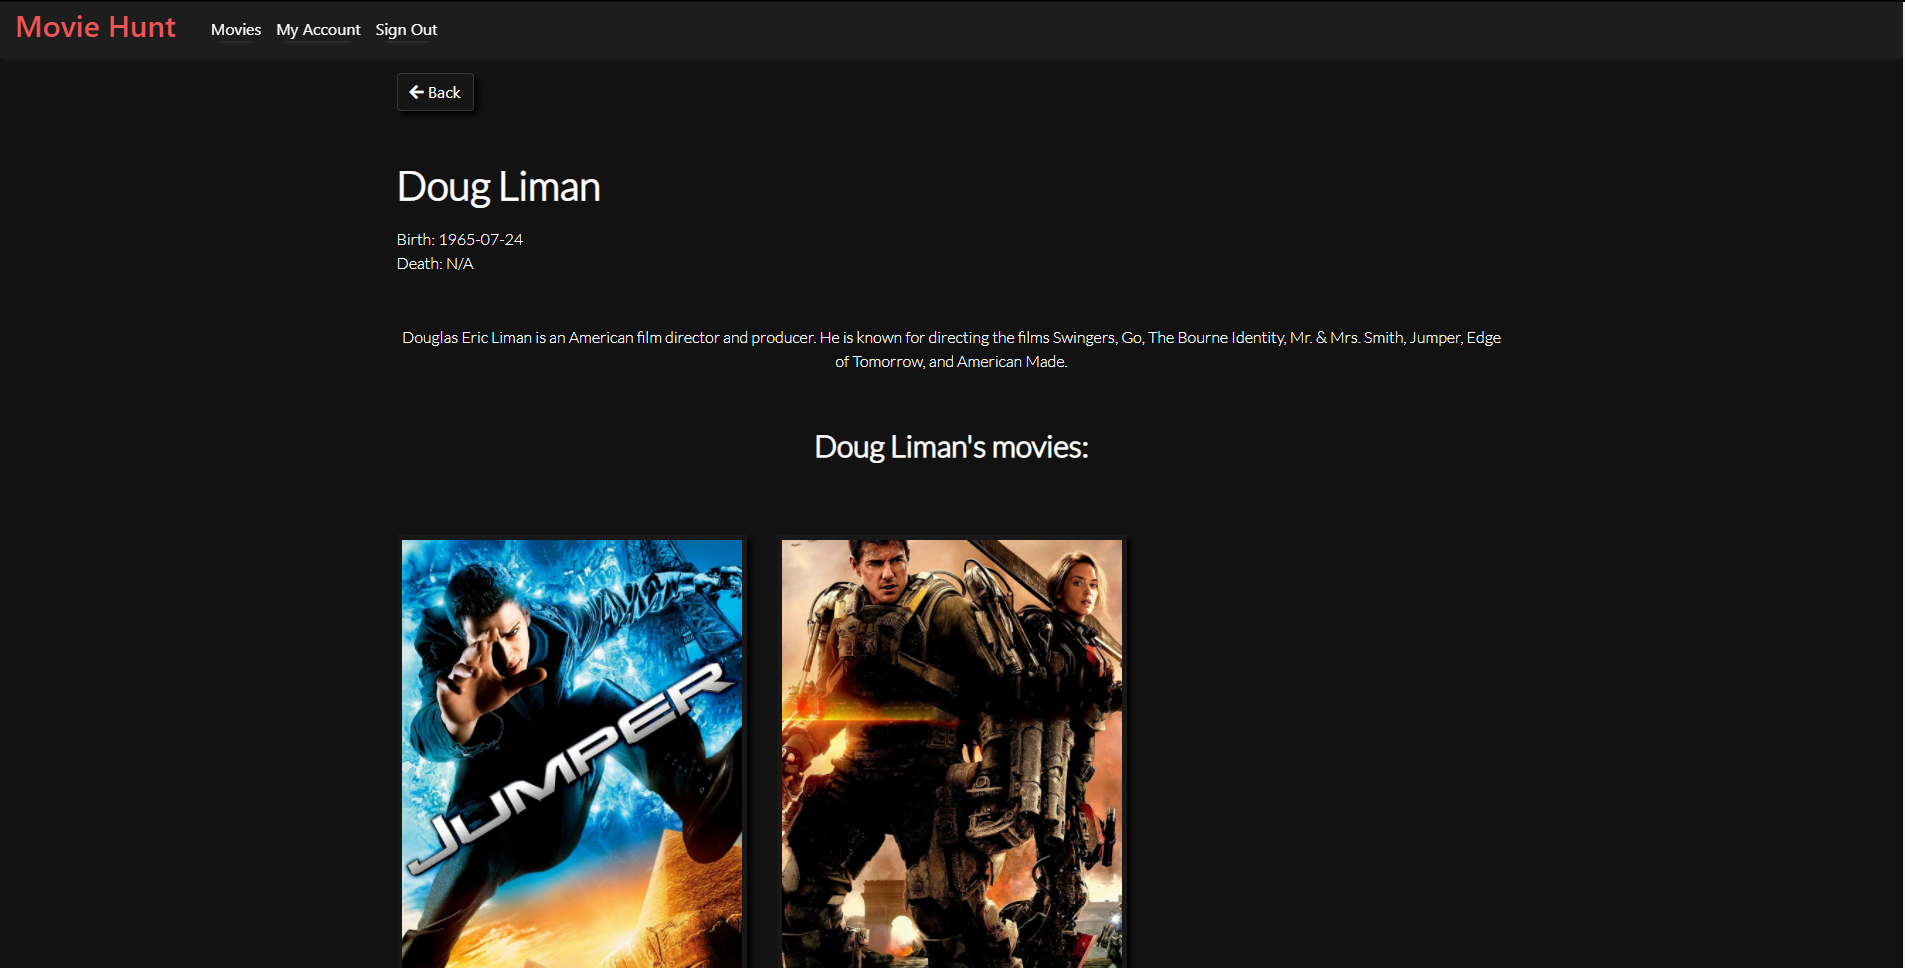 Movie Hunt
Movies
My Account
Sign Out
Back
Doug Liman
Birth: 1965-07-24
Death: N/A
Douglas Eric Liman is an American film director and producer. He is known for directing the films Swingers, Go, The Bourne Identity, Mr. & Mrs. Smith, Jumper, Edge
of Tomorrow, and American Made.
Doug Liman's movies:
JUMPER